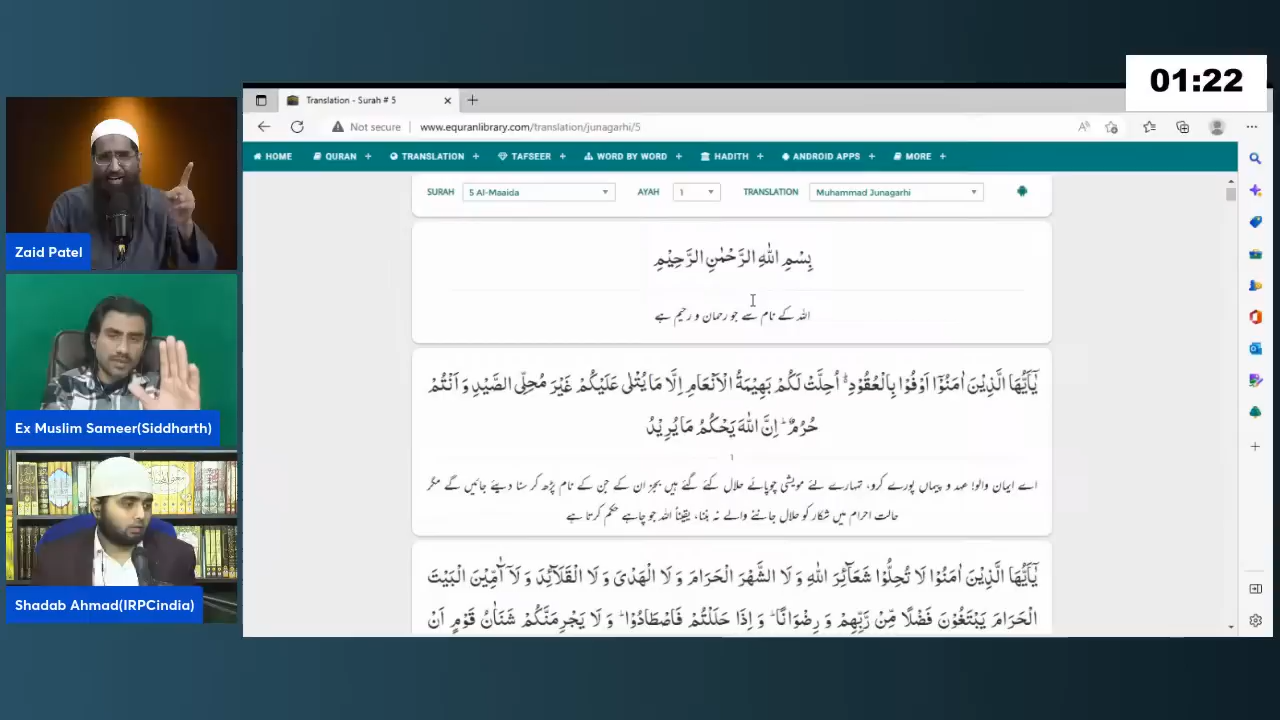 01:22
Translation - Surah # 5
Not secure
www.equranlibrary.com/translation/junagarhi/5
HOME QURAN + TRANSLATION + TAFSEER + WORD BY WORD + HADITH + ANDROID APPS + MORE +
SURAH 5 Al-Maaida AYAH 1 TRANSLATION Muhammad Junagarhi
بِسْمِ اللّٰهِ الرَّحْمٰنِ الرَّحِیْمِ
اللہ کے نام سے جو رحمان و رحیم ہے
یٰۤاَیُّهَا الَّذِیْنَ اٰمَنُوْۤا اَوْفُوْا بِالْعُقُوْدِ ؕ۬ اُحِلَّتْ لَكُمْ بَهِیْمَةُ الْاَنْعَامِ اِلَّا مَا یُتْلٰى عَلَیْكُمْ غَیْرَ مُحِلِّی الصَّیْدِ وَ اَنْتُمْ
حُرُمٌ ؕ اِنَّ اللّٰهَ یَحْكُمُ مَا یُرِیْدُ
۱
اے ایمان والو! عہد و پیماں پورے کرو، تمہارے لئے مویشی چوپائے حلال کئے گئے ہیں بجز ان کے جن کے نام پڑھ کر سنا دیئے جائیں گے مگر
حالت احرام میں شکار کو حلال جاننے والے نہ بننا، یقیناً اللہ جو چاہے حکم کرتا ہے
یٰۤاَیُّهَا الَّذِیْنَ اٰمَنُوْا لَا تُحِلُّوْا شَعَآىِٕرَ اللّٰهِ وَ لَا الشَّهْرَ الْحَرَامَ وَ لَا الْهَدْیَ وَ لَا الْقَلَآىِٕدَ وَ لَاۤ آٰمِّیْنَ الْبَیْتَ
الْحَرَامَ یَبْتَغُوْنَ فَضْلًا مِّنْ رَّبِّهِمْ وَ رِضْوَانًا ؕ وَ اِذَا حَلَلْتُمْ فَاصْطَادُوْا ؕ وَ لَا یَجْرِمَنَّكُمْ شَنَاٰنُ قَوْمٍ اَنْ
Zaid Patel
Ex Muslim Sameer(Siddharth)
Shadab Ahmad(IRPCindia)